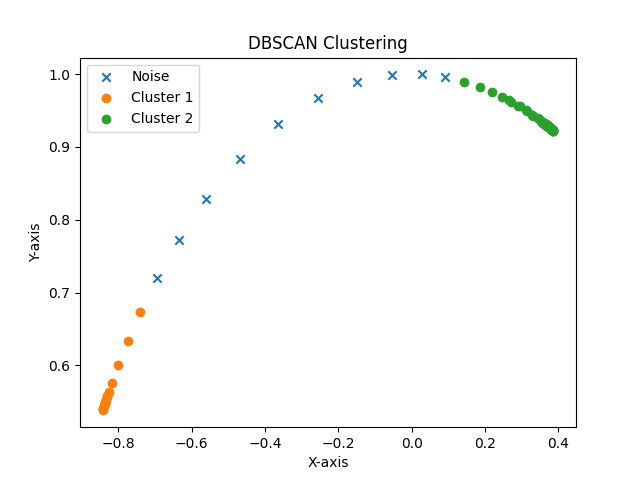 DBSCAN Clustering
Noise
Cluster 1
Cluster 2
1.0
0.9
0.8
0.7
0.6
Y-axis
−0.8 −0.6 −0.4 −0.2 0.0 0.2 0.4
X-axis